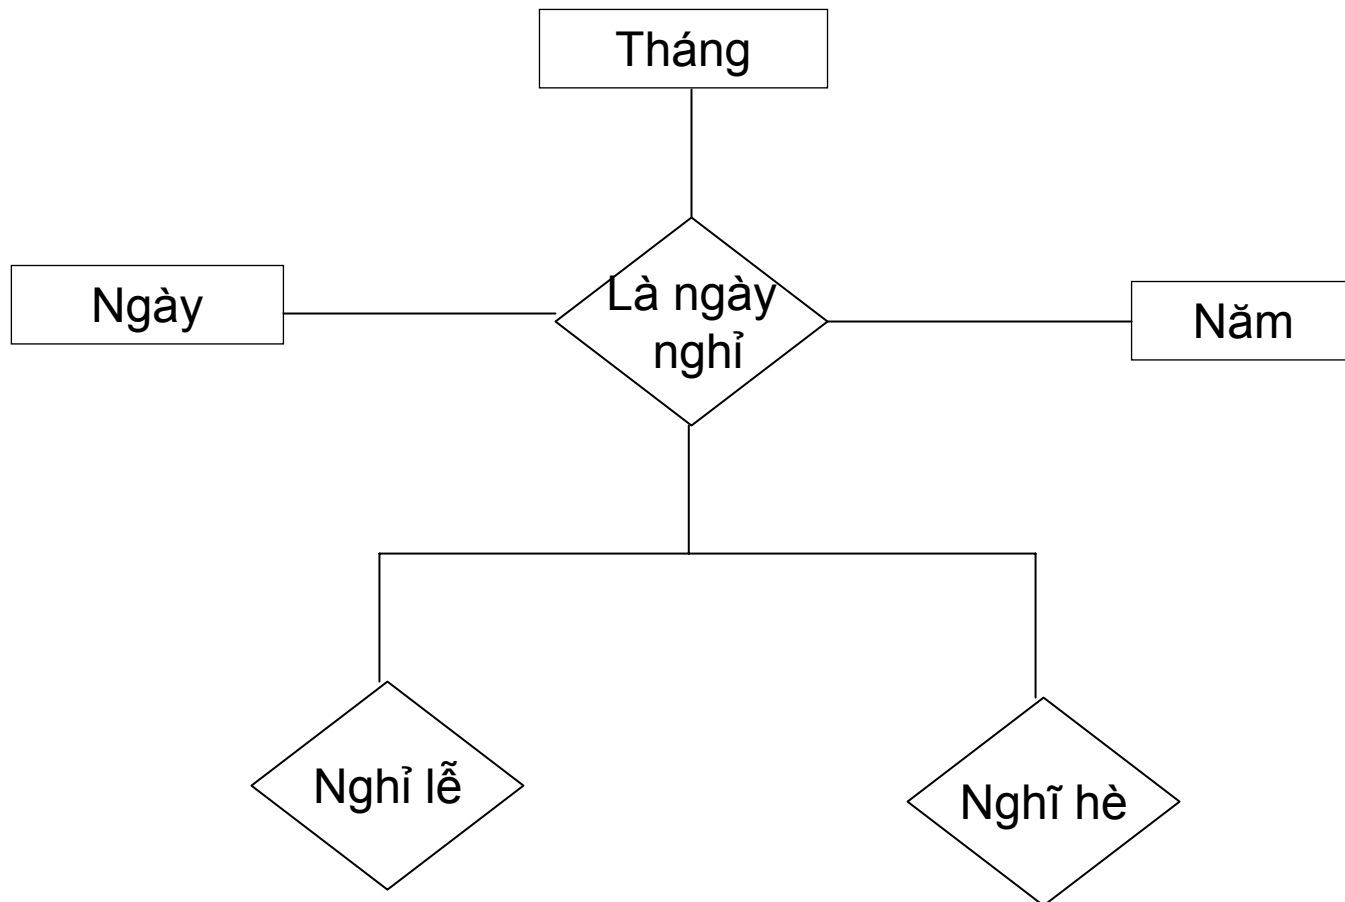 Tháng
Ngày
Là ngày
nghỉ
Năm
Nghỉ lễ
Nghĩ hè